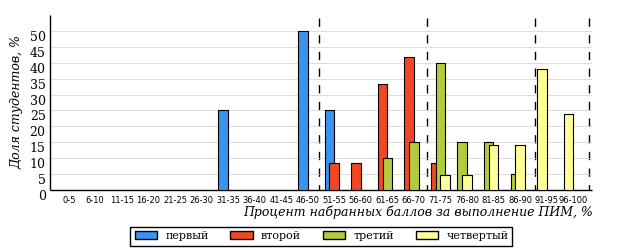 Доля студентов, %
50
45
40
35
30
25
20
15
10
5
0
0-5 6-10 11-15 16-20 21-25 26-30 31-35 36-40 41-45 46-50 51-55 56-60 61-65 66-70 71-75 76-80 81-85 86-90 91-95 96-100
Процент набранных баллов за выполнение ПИМ, %
первый второй третий четвертый